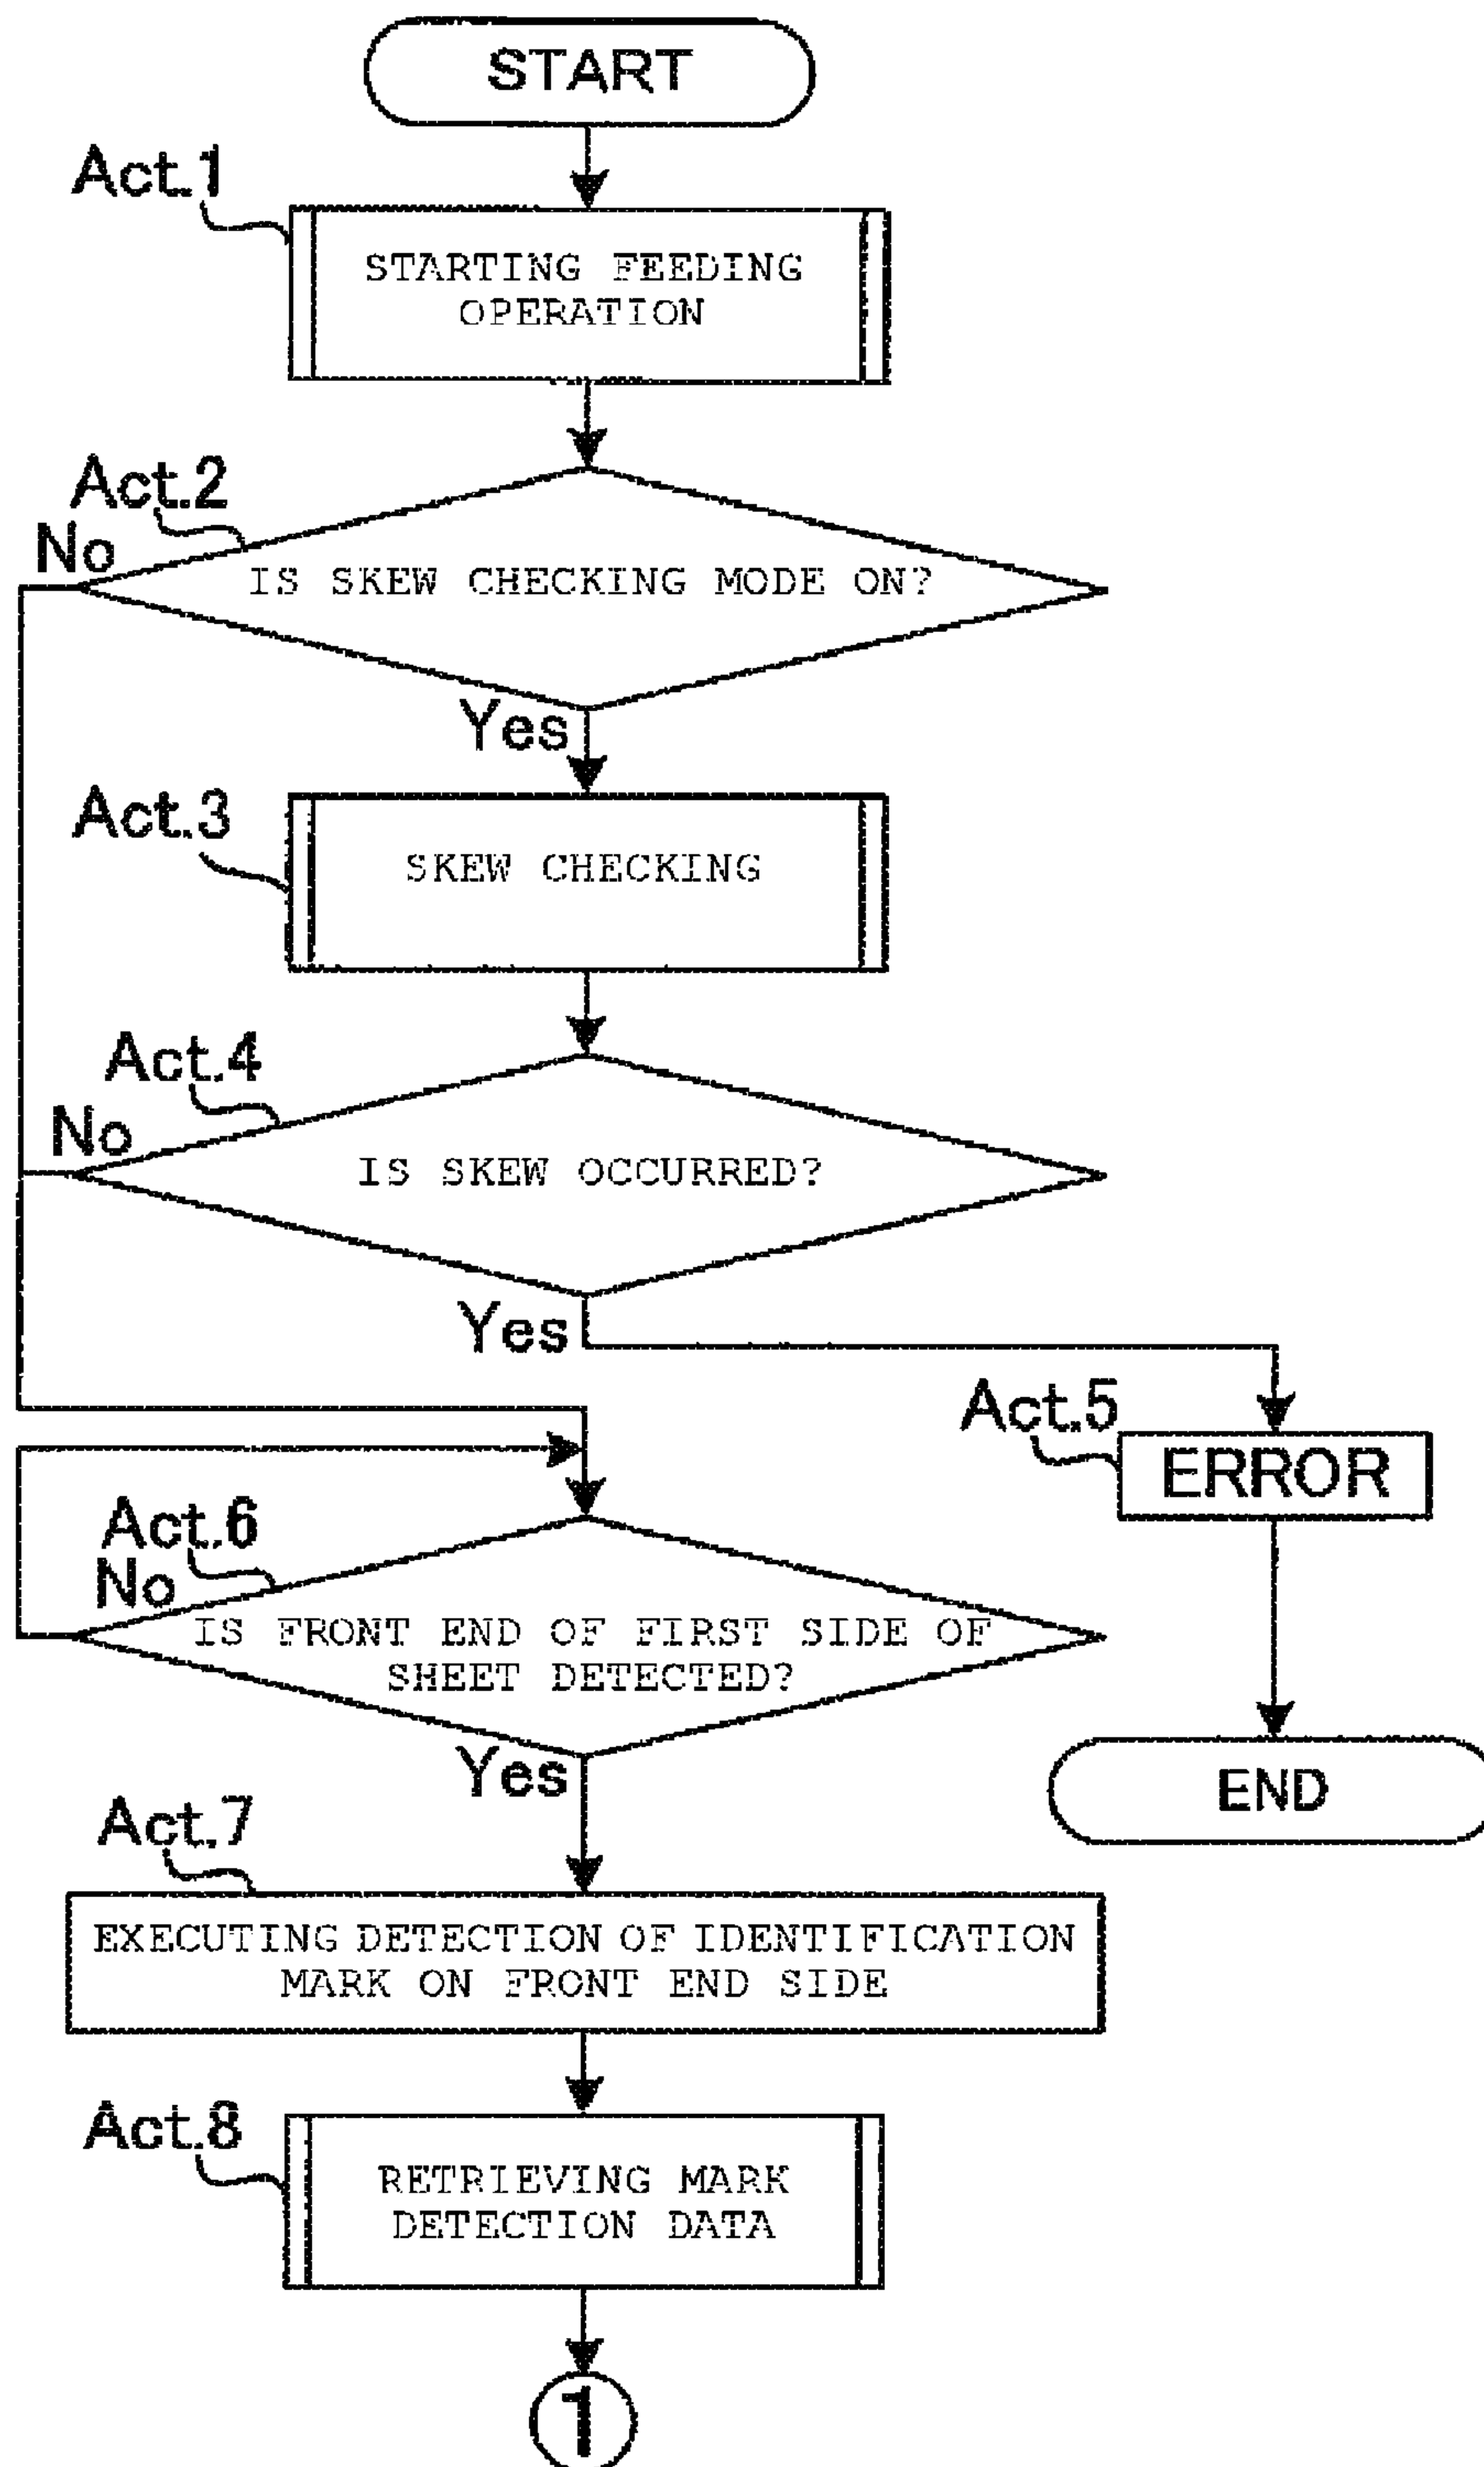 START
Act.1
STARTING FEEDING
OPERATION
Act.2
No
IS SKEW CHECKING MODE ON?
Yes
Act.3
SKEW CHECKING
Act.4
No
IS SKEW OCCURRED?
Yes
Act.5
ERROR
Act.6
No
IS FRONT END OF FIRST SIDE OF
SHEET DETECTED?
Yes
END
Act.7
EXECUTING DETECTION OF IDENTIFICATION
MARK ON FRONT END SIDE
Act.8
RETRIEVING MARK
DETECTION DATA
1